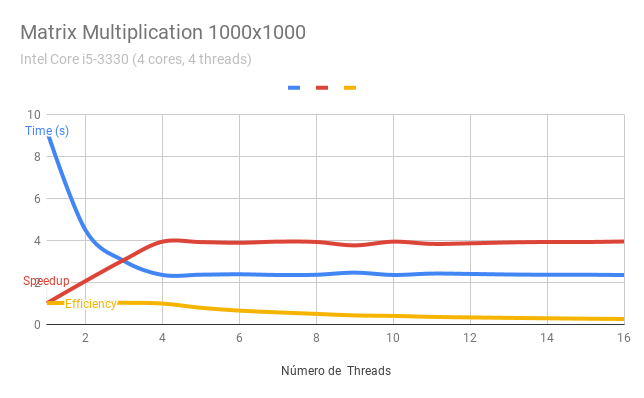 Matrix Multiplication 1000x1000
Intel Core i5-3330 (4 cores, 4 threads)
10
Time (s)
8
6
4
Speedup
2
Efficiency
0
2 4 6 8 10 12 14 16
Número de Threads